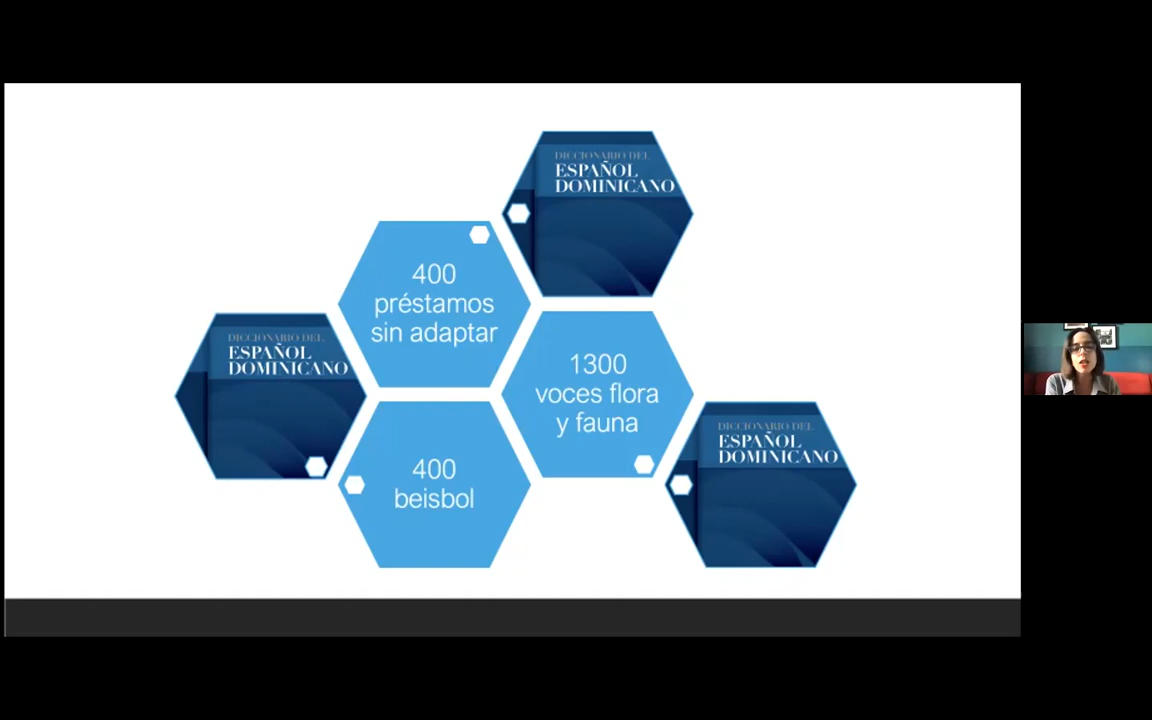 DICCIONARIO DEL
ESPAÑOL
DOMINICANO
400
préstamos
sin adaptar
DICCIONARIO DEL
ESPAÑOL
DOMINICANO
1300
voces flora
y fauna
400
beisbol
DICCIONARIO DEL
ESPAÑOL
DOMINICANO